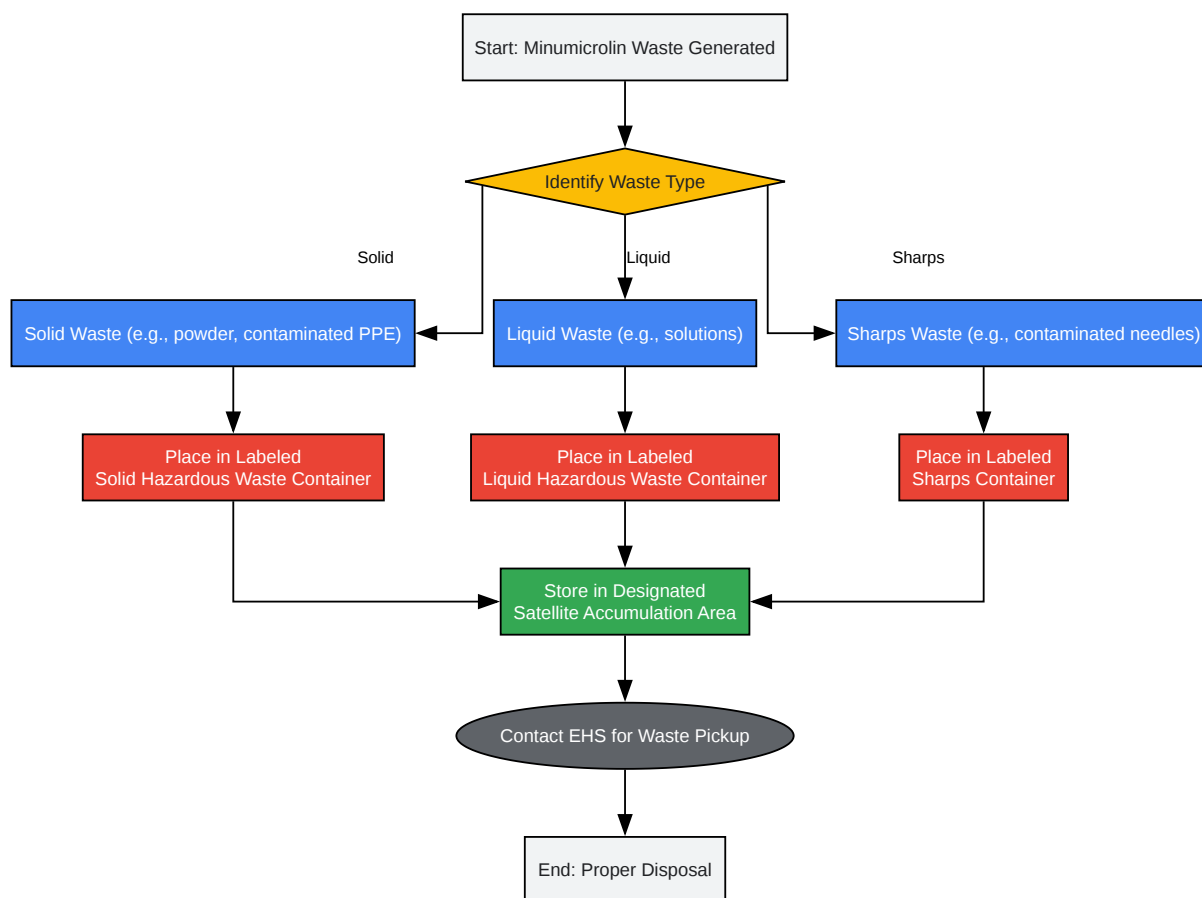 Start: Minumicrolin Waste Generated
Identify Waste Type
Solid
Liquid
Sharps
Solid Waste (e.g., powder, contaminated PPE)
Liquid Waste (e.g., solutions)
Sharps Waste (e.g., contaminated needles)
Place in Labeled
Solid Hazardous Waste Container
Place in Labeled
Liquid Hazardous Waste Container
Place in Labeled
Sharps Container
Store in Designated
Satellite Accumulation Area
Contact EHS for Waste Pickup
End: Proper Disposal